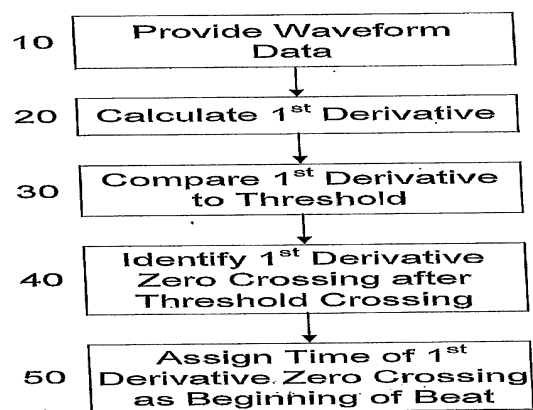 10
Provide Waveform
Data
20
Calculate 1st Derivative
30
Compare 1st Derivative
to Threshold
40
Identify 1st Derivative
Zero Crossing after
Threshold Crossing
50
Assign Time of 1st
Derivative Zero Crossing
as Beginning of Beat